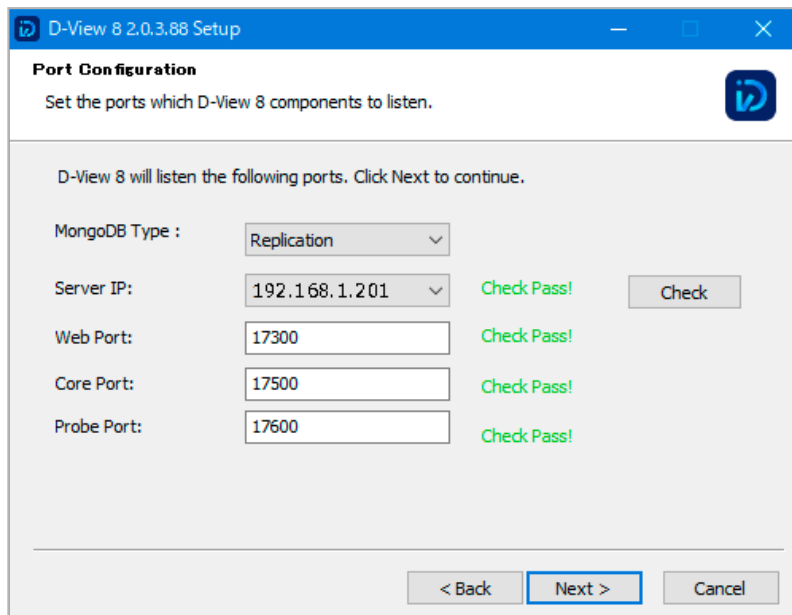 D-View 8 2.0.3.88 Setup
Port Configuration
Set the ports which D-View 8 components to listen.
D-View 8 will listen the following ports. Click Next to continue.
MongoDB Type : Replication
Server IP: 192.168.1.201 Check Pass! Check
Web Port: 17300 Check Pass!
Core Port: 17500 Check Pass!
Probe Port: 17600 Check Pass!
< Back Next > Cancel